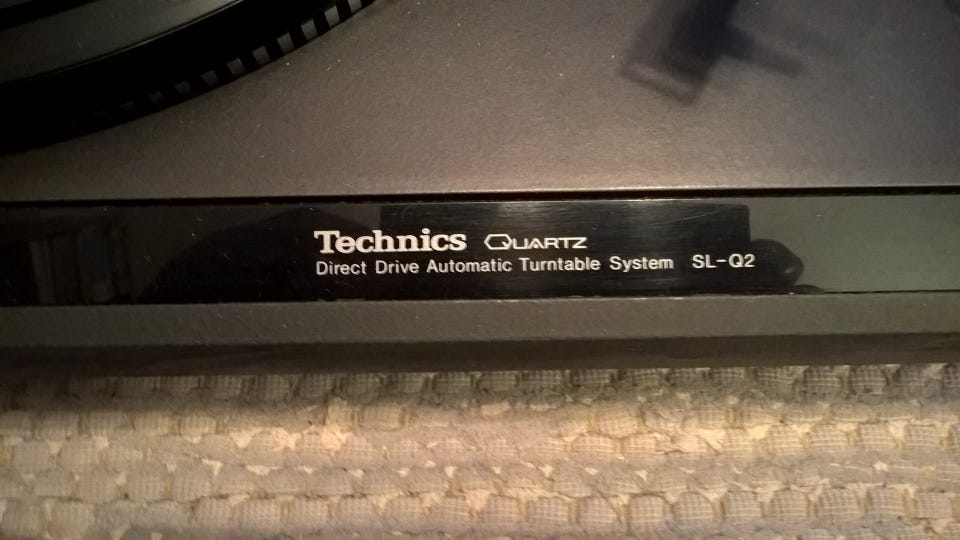 Technics QUARTZ
Direct Drive Automatic Turntable System SL-Q2